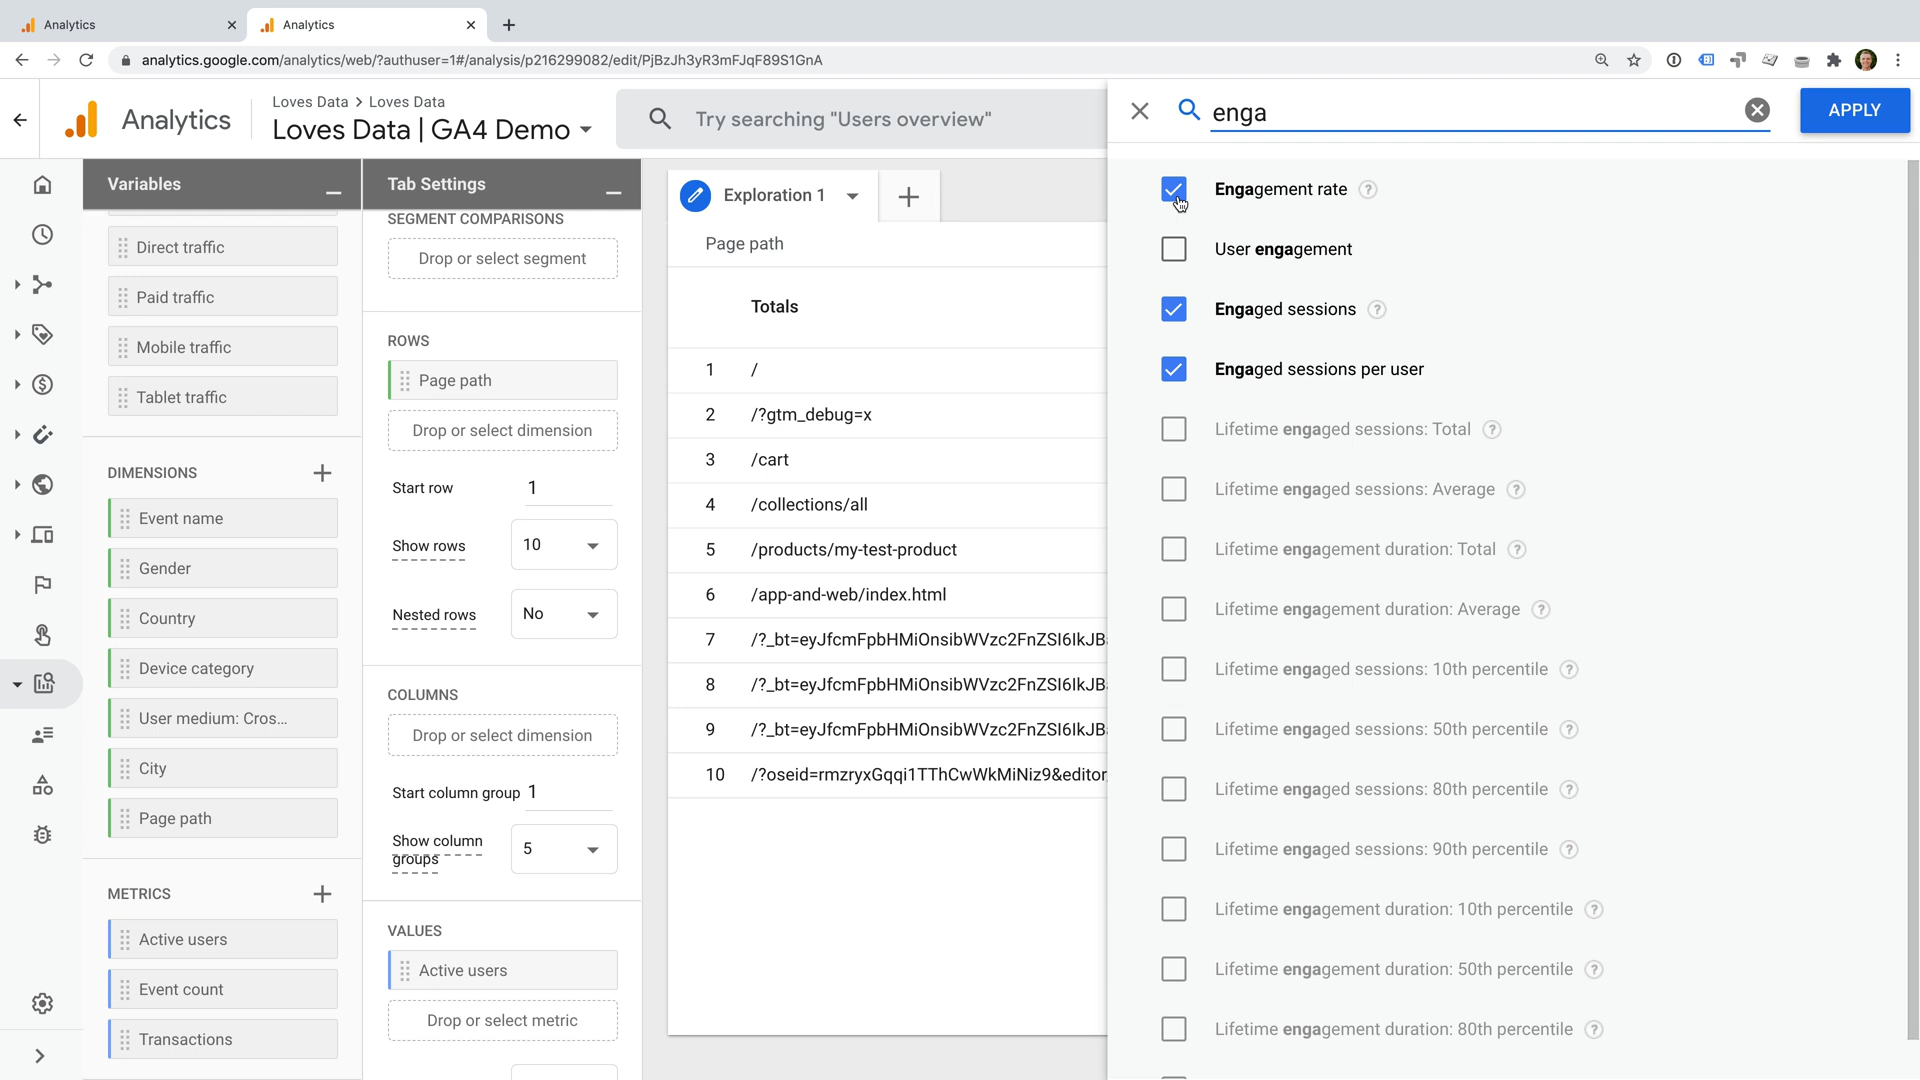 Analytics
Analytics
analytics.google.com/analytics/web/?authuser=1#/analysis/p216299082/edit/PjBzJh3yR3mFJqF89S1GnA
Analytics
Loves Data > Loves Data
Loves Data | GA4 Demo
Try searching "Users overview"
enga
APPLY
Variables
Direct traffic
Paid traffic
Mobile traffic
Tablet traffic
DIMENSIONS
Event name
Gender
Country
Device category
User medium: Cros...
City
Page path
METRICS
Active users
Event count
Transactions
Tab Settings
SEGMENT COMPARISONS
Drop or select segment
ROWS
Page path
Drop or select dimension
Start row 1
Show rows 10
Nested rows No
COLUMNS
Drop or select dimension
Start column group 1
Show column
groups 5
VALUES
Active users
Drop or select metric
Exploration 1
Page path
Totals
1 /
2 /?gtm_debug=x
3 /cart
4 /collections/all
5 /products/my-test-product
6 /app-and-web/index.html
7 /?_bt=eyJfcmFpbHMiOnsibWVzc2FnZSI6IkJB
8 /?_bt=eyJfcmFpbHMiOnsibWVzc2FnZSI6IkJB
9 /?_bt=eyJfcmFpbHMiOnsibWVzc2FnZSI6IkJB
10 /?oseid=rmzryxGqqi1TThCwWkMiNiz9&editor
Engagement rate
User engagement
Engaged sessions
Engaged sessions per user
Lifetime engaged sessions: Total
Lifetime engaged sessions: Average
Lifetime engagement duration: Total
Lifetime engagement duration: Average
Lifetime engaged sessions: 10th percentile
Lifetime engaged sessions: 50th percentile
Lifetime engaged sessions: 80th percentile
Lifetime engaged sessions: 90th percentile
Lifetime engagement duration: 10th percentile
Lifetime engagement duration: 50th percentile
Lifetime engagement duration: 80th percentile